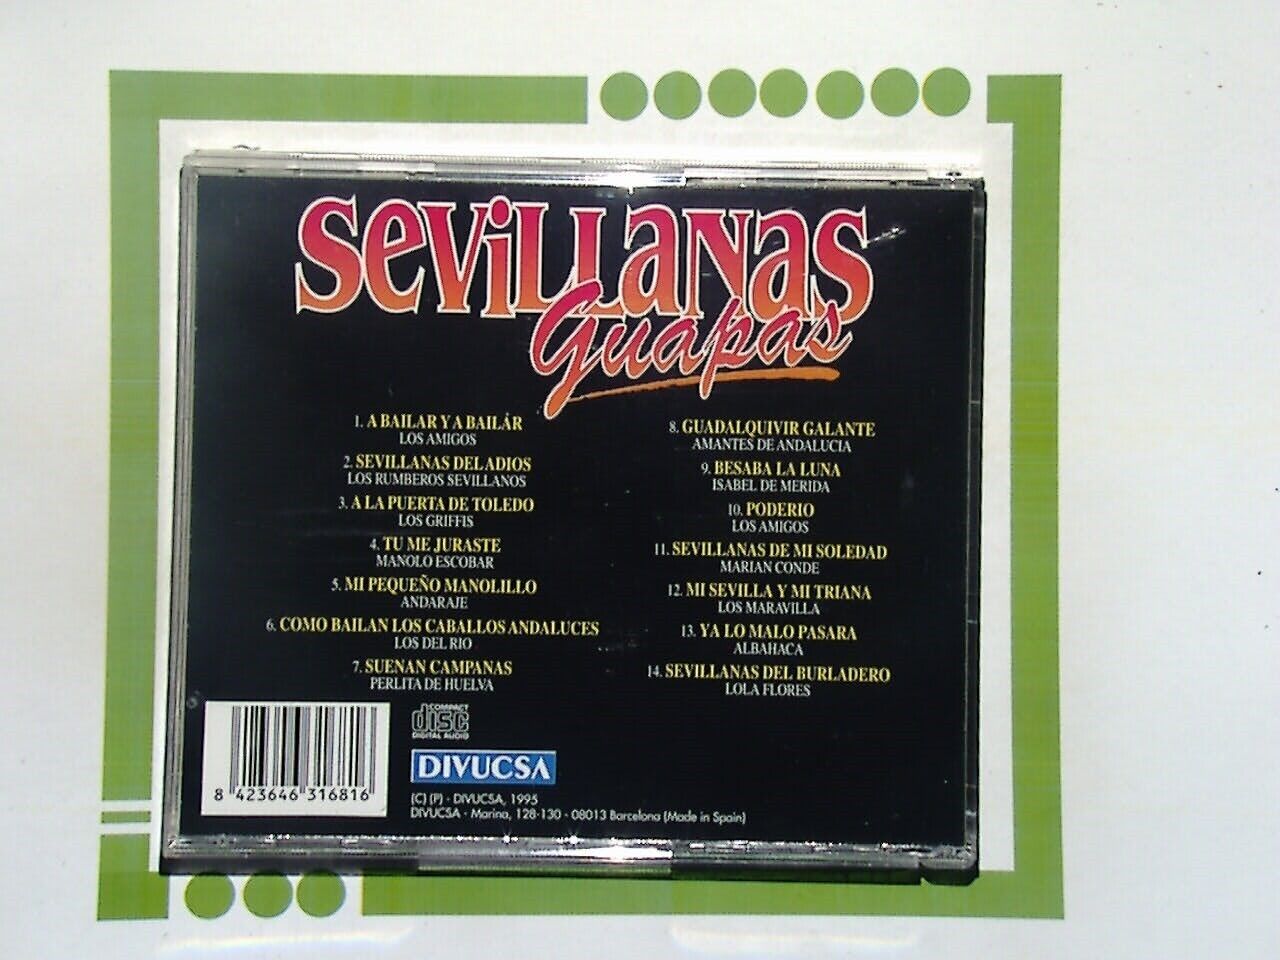 SeViLLaNaS
Guapas
1. A BAILAR Y A BAILÁR
LOS AMIGOS
2. SEVILLANAS DEL ADIOS
LOS RUMBEROS SEVILLANOS
3. A LA PUERTA DE TOLEDO
LOS GRIFFIS
4. TU ME JURASTE
MANOLO ESCOBAR
5. MI PEQUEÑO MANOLILLO
ANDARAJE
6. COMO BAILAN LOS CABALLOS ANDALUCES
LOS DEL RIO
7. SUENAN CAMPANAS
PERLITA DE HUELVA
8. GUADALQUIVIR GALANTE
AMANTES DE ANDALUCIA
9. BESABA LA LUNA
ISABEL DE MERIDA
10. PODERIO
LOS AMIGOS
11. SEVILLANAS DE MI SOLEDAD
MARIAN CONDE
12. MI SEVILLA Y MI TRIANA
LOS MARAVILLA
13. YA LO MALO PASARA
ALBAHACA
14. SEVILLANAS DEL BURLADERO
LOLA FLORES
8 423646 316816
COMPACT
disc
DIGITAL AUDIO
DIVUCSA
(C) (P) - DIVUCSA, 1995
DIVUCSA - Marina, 128-130 - 08013 Barcelona (Made in Spain)